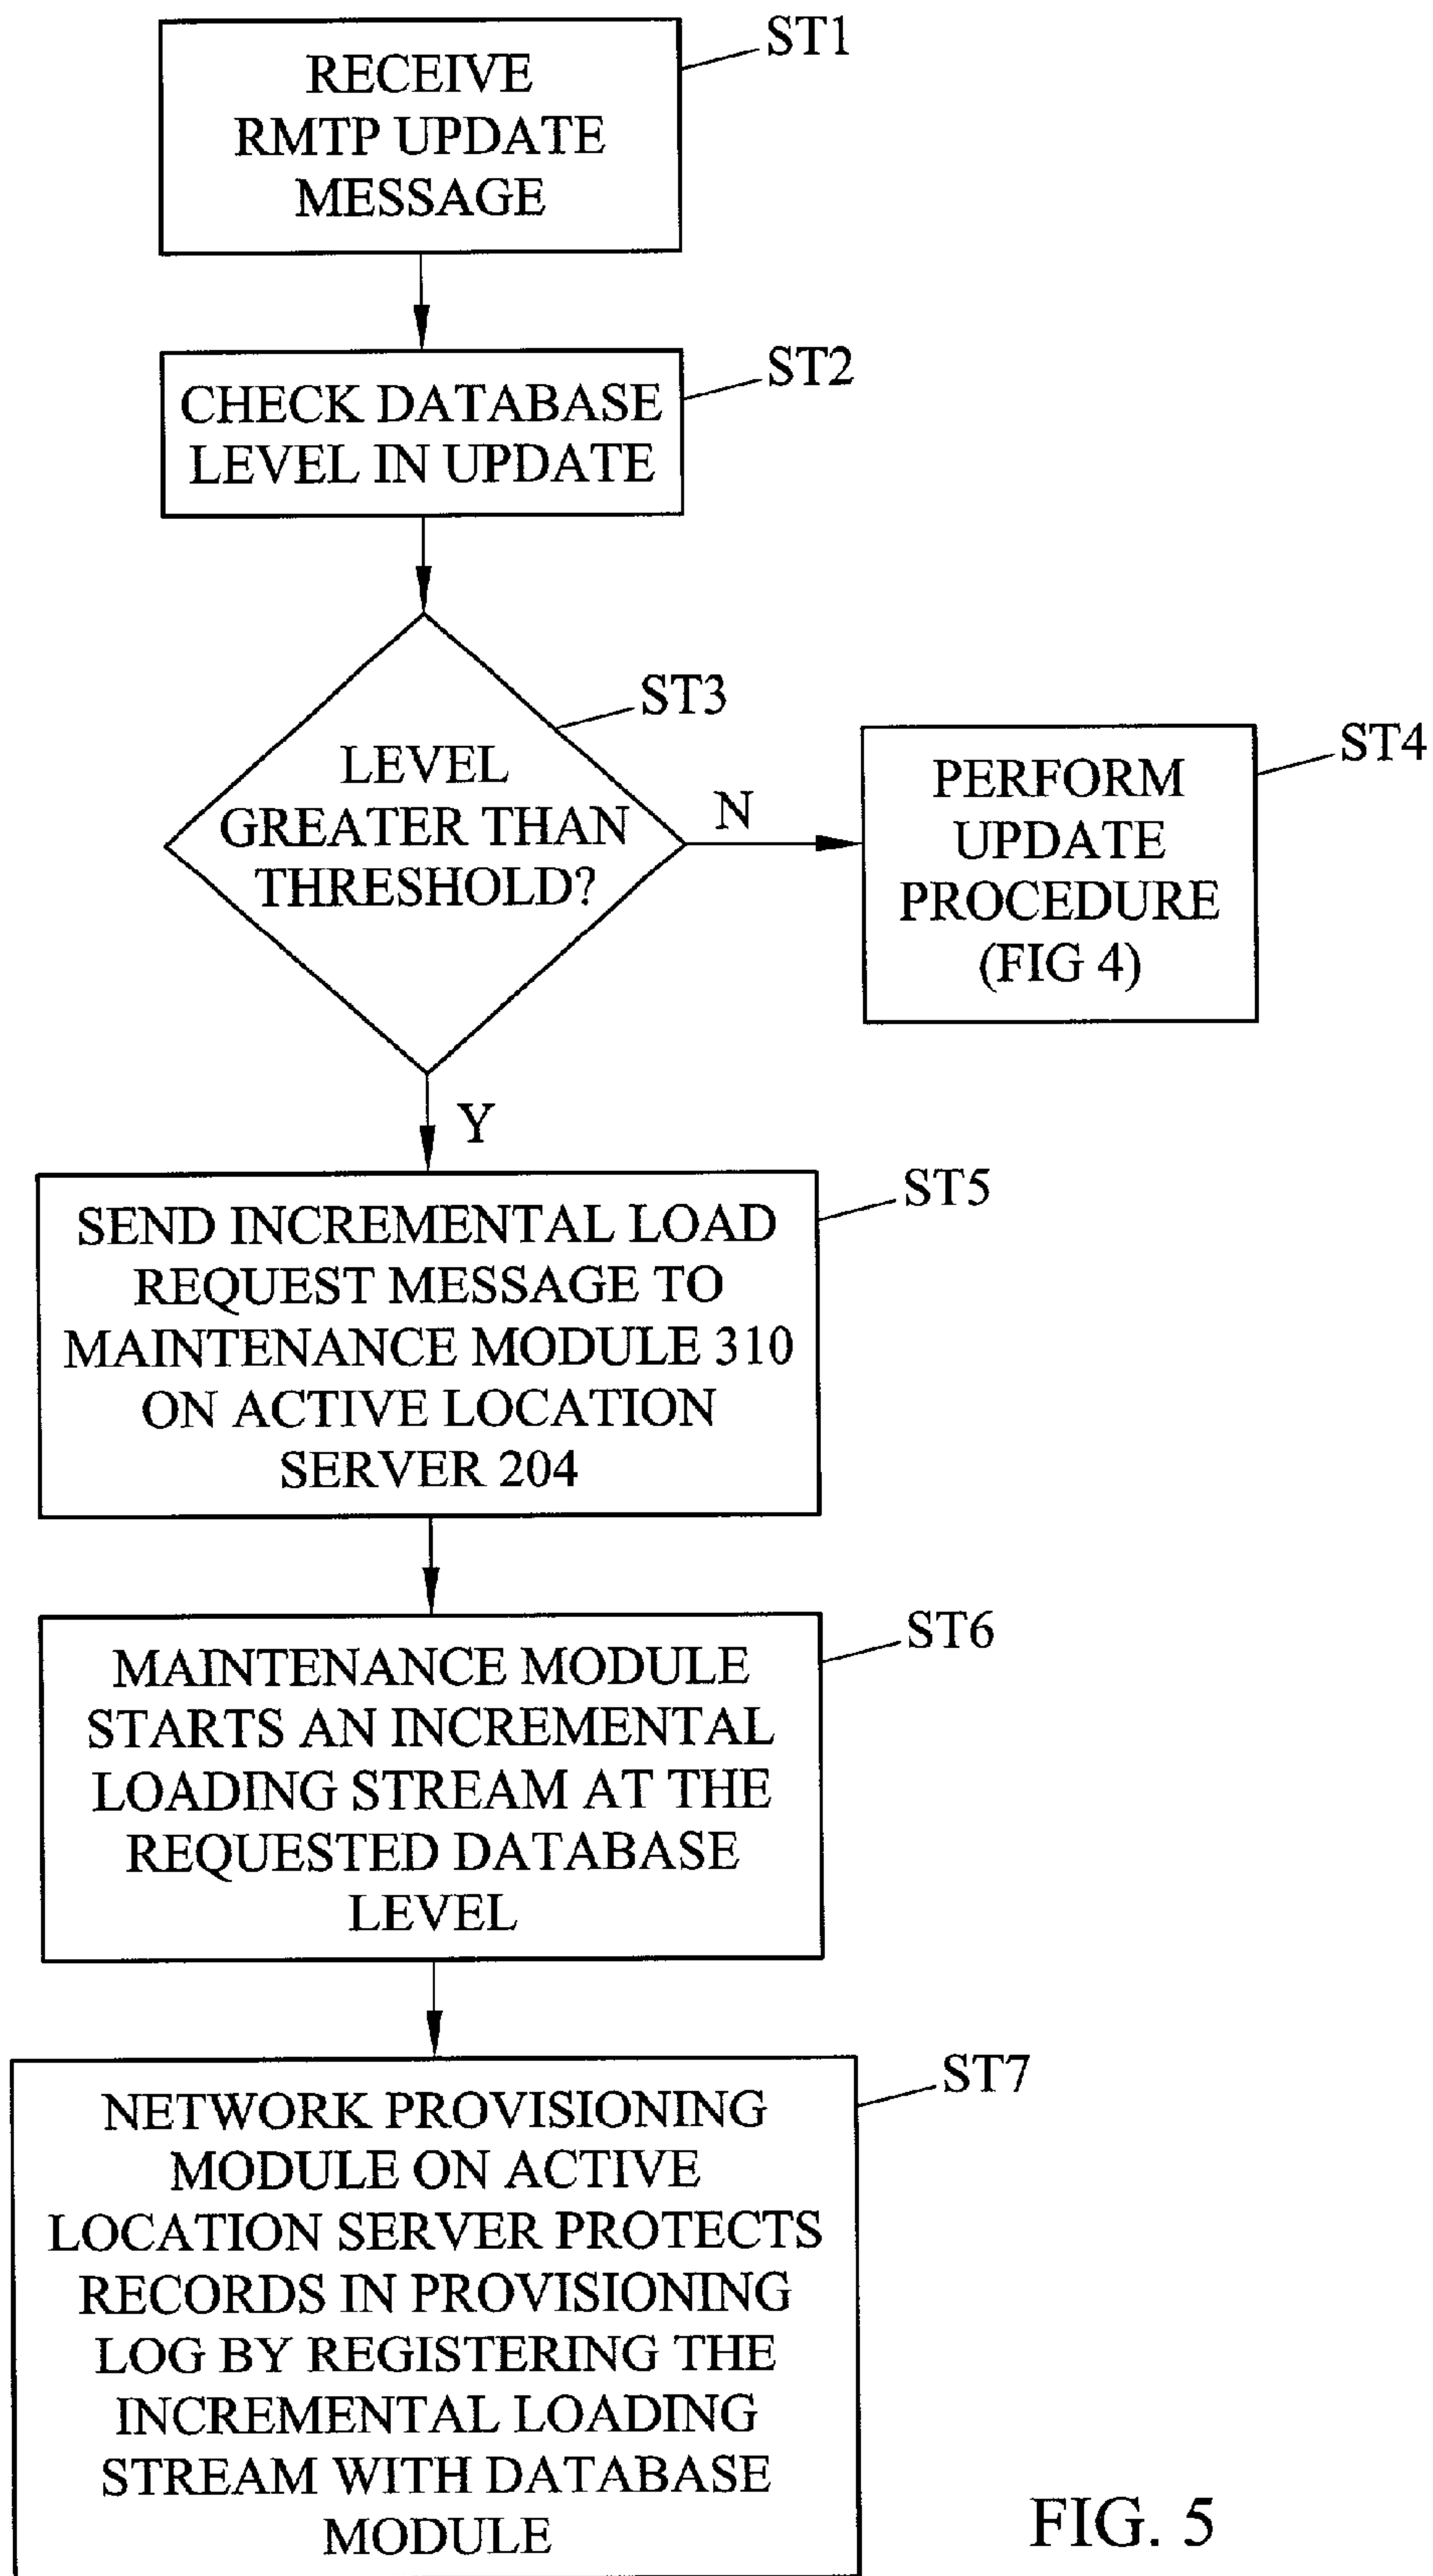 ST1
RECEIVE
RMTP UPDATE
MESSAGE
ST2
CHECK DATABASE
LEVEL IN UPDATE
ST3
LEVEL
GREATER THAN
THRESHOLD?
N
ST4
PERFORM
UPDATE
PROCEDURE
(FIG 4)
Y
ST5
SEND INCREMENTAL LOAD
REQUEST MESSAGE TO
MAINTENANCE MODULE 310
ON ACTIVE LOCATION
SERVER 204
ST6
MAINTENANCE MODULE
STARTS AN INCREMENTAL
LOADING STREAM AT THE
REQUESTED DATABASE
LEVEL
ST7
NETWORK PROVISIONING
MODULE ON ACTIVE
LOCATION SERVER PROTECTS
RECORDS IN PROVISIONING
LOG BY REGISTERING THE
INCREMENTAL LOADING
STREAM WITH DATABASE
MODULE
FIG. 5